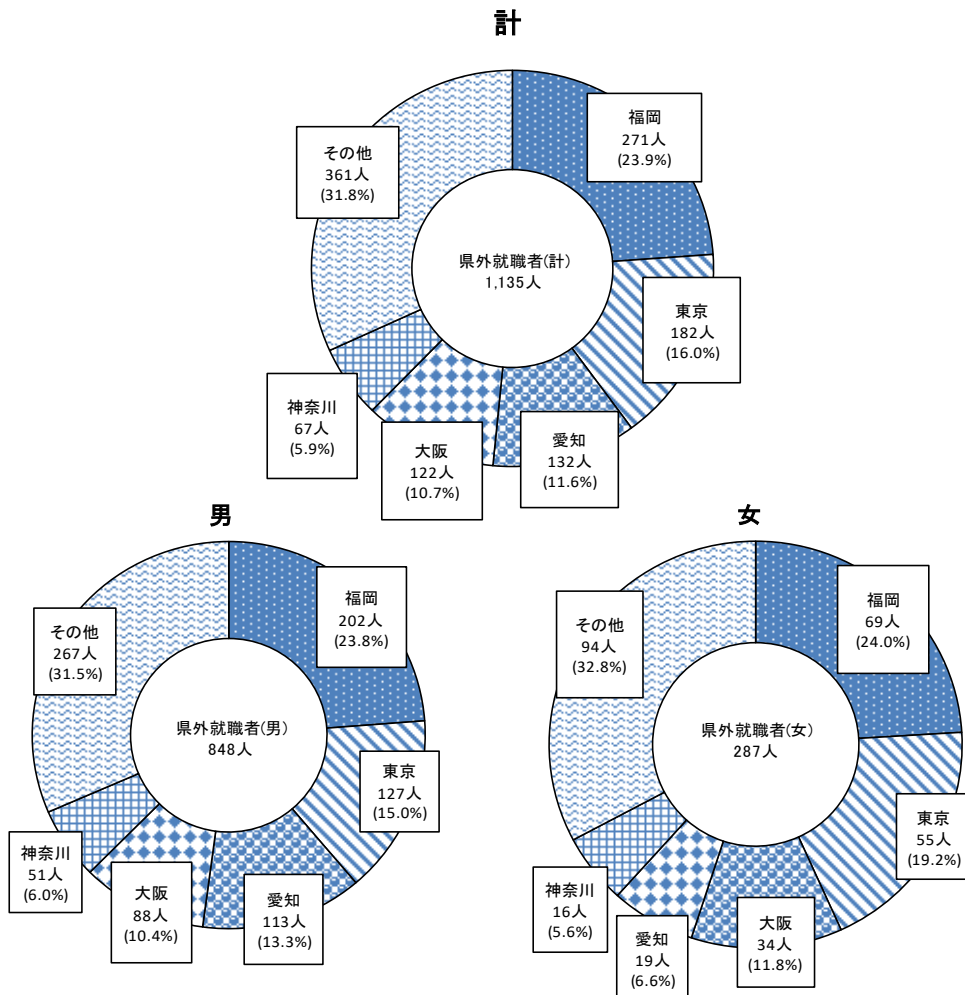 計
福岡
271人
(23.9%)
東京
182人
(16.0%)
愛知
132人
(11.6%)
大阪
122人
(10.7%)
神奈川
67人
(5.9%)
その他
361人
(31.8%)
県外就職者(計)
1,135人
男
福岡
202人
(23.8%)
東京
127人
(15.0%)
愛知
113人
(13.3%)
大阪
88人
(10.4%)
神奈川
51人
(6.0%)
その他
267人
(31.5%)
県外就職者(男)
848人
女
福岡
69人
(24.0%)
東京
55人
(19.2%)
大阪
34人
(11.8%)
愛知
19人
(6.6%)
神奈川
16人
(5.6%)
その他
94人
(32.8%)
県外就職者(女)
287人